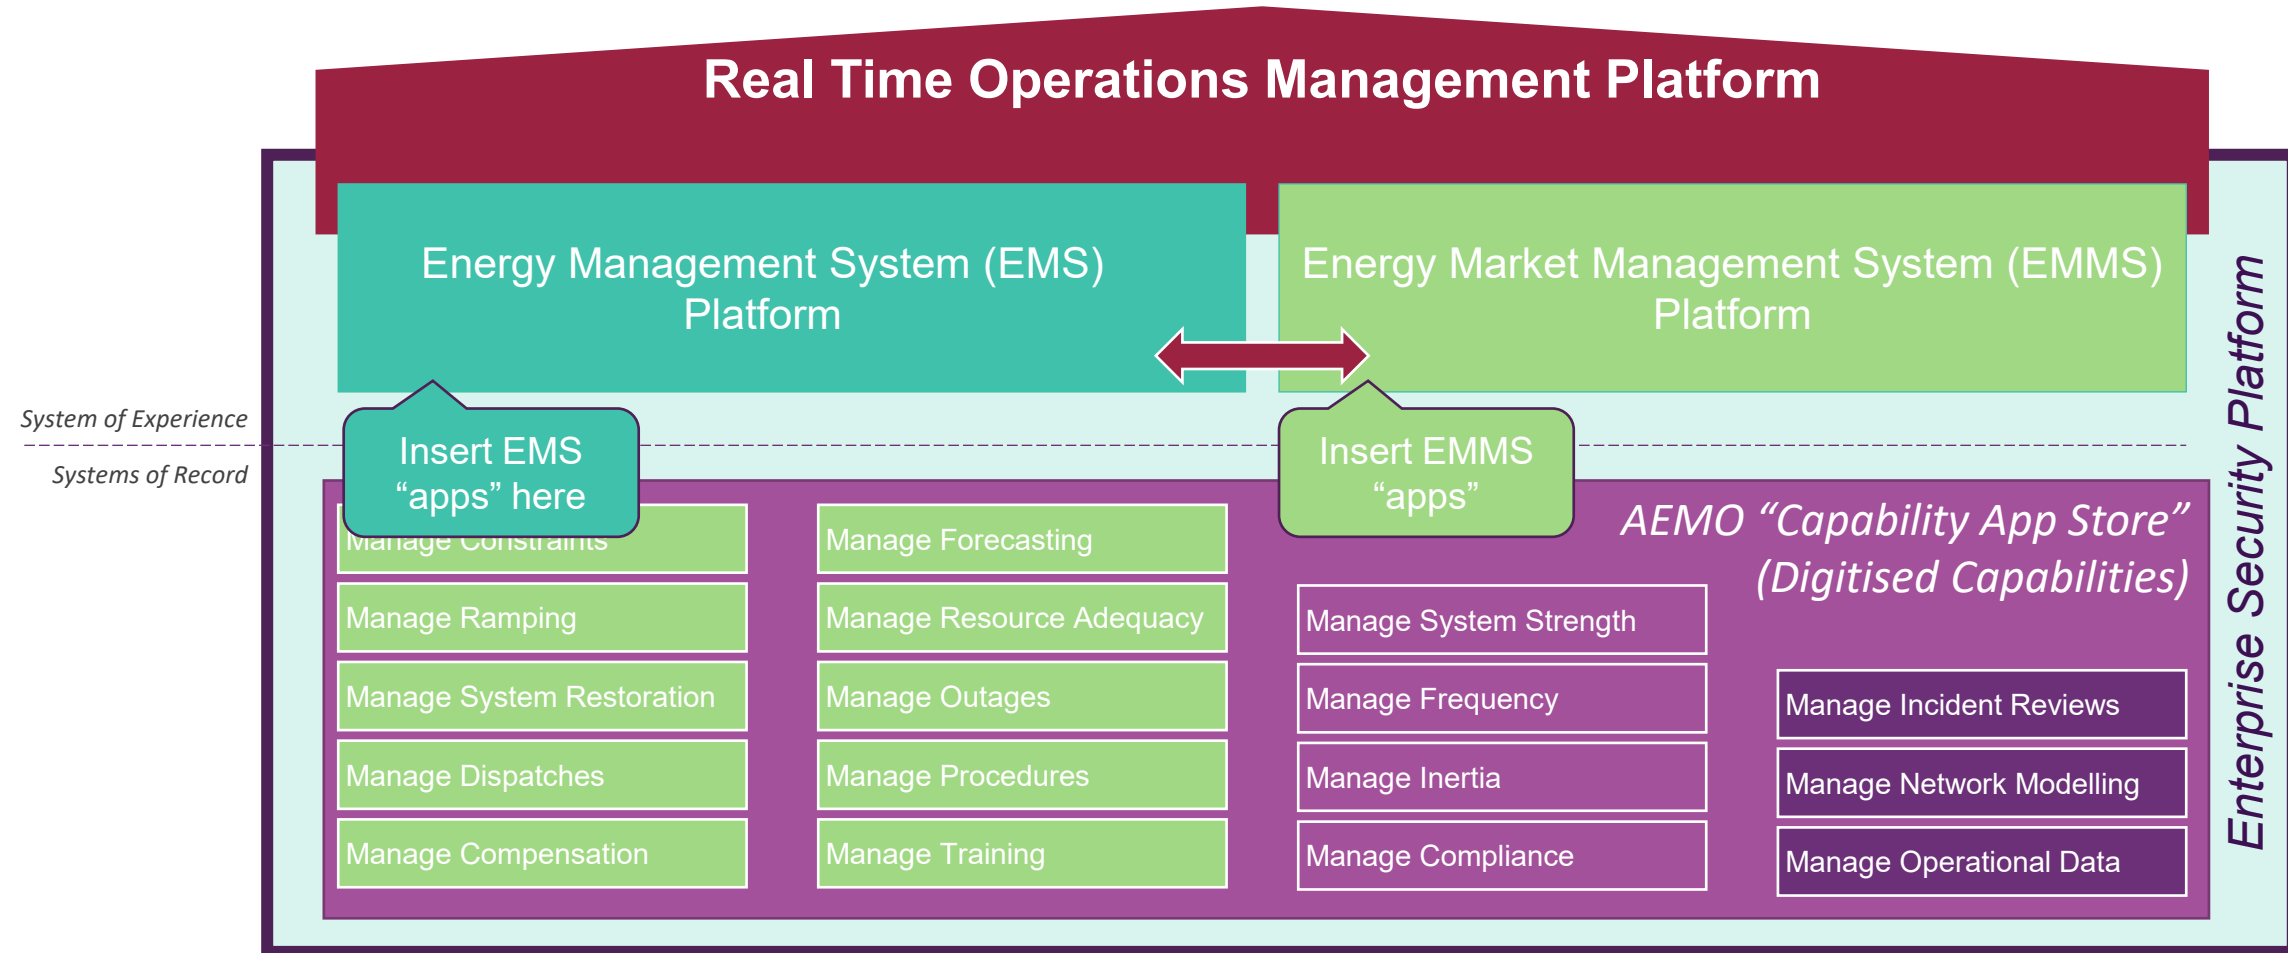 Real Time Operations Management Platform
Energy Management System (EMS)
Platform
Energy Market Management System (EMMS)
Platform
System of Experience
Systems of Record
Insert EMS
“apps” here
Insert EMMS
“apps”
AEMO “Capability App Store”
(Digitised Capabilities)
Manage Constraints
Manage Ramping
Manage System Restoration
Manage Dispatches
Manage Compensation
Manage Forecasting
Manage Resource Adequacy
Manage Outages
Manage Procedures
Manage Training
Manage System Strength
Manage Frequency
Manage Inertia
Manage Compliance
Manage Incident Reviews
Manage Network Modelling
Manage Operational Data
Enterprise Security Platform